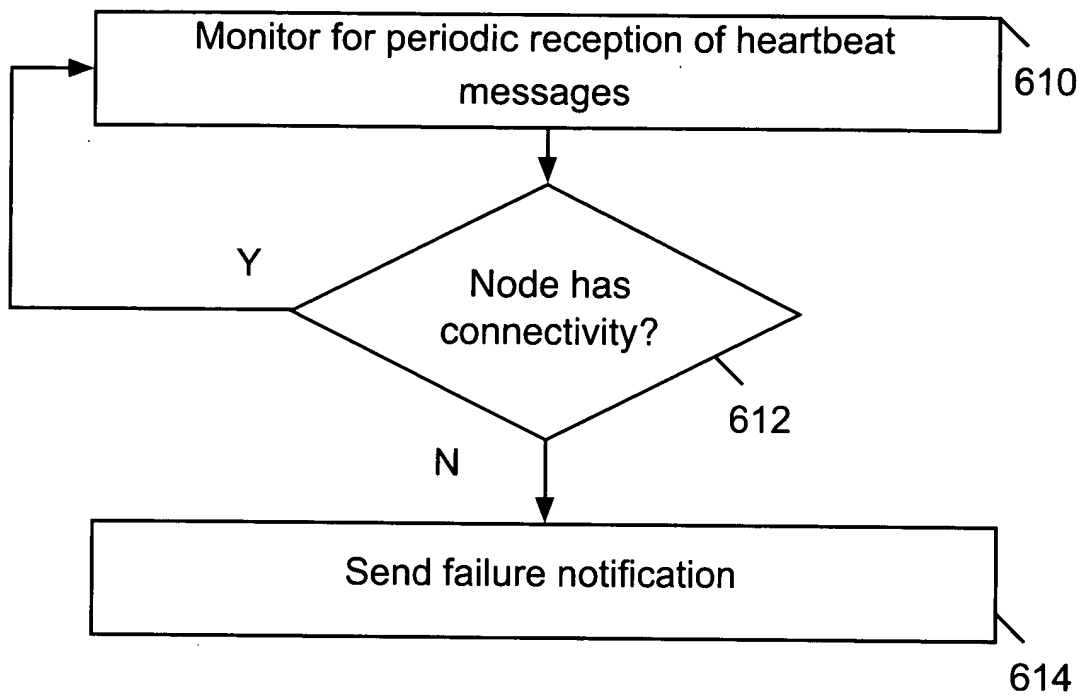 Monitor for periodic reception of heartbeat
messages
610
Y
Node has
connectivity?
612
N
Send failure notification
614